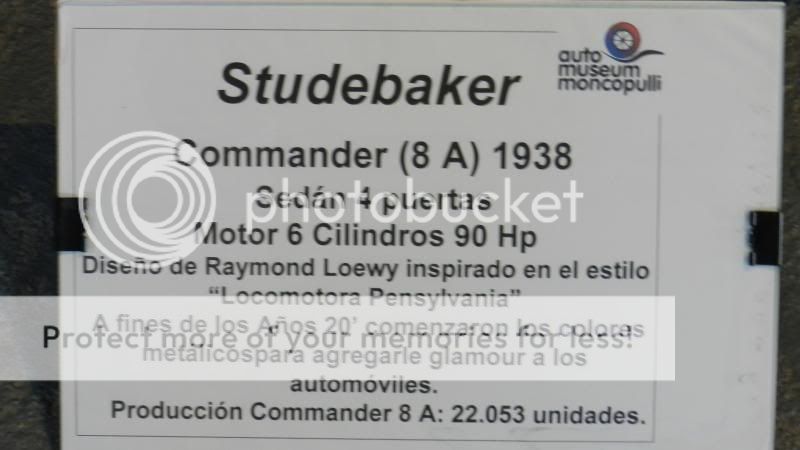 auto
museum
moncopulli
Studebaker
Commander (8 A) 1938
Sedán 4 puertas
Motor 6 Cilindros 90 Hp
Diseño de Raymond Loewy inspirado en el estilo
“Locomotora Pensylvania”
A fines de los Años 20’ comenzaron los colores
metálicospara agregarle glamour a los
automóviles.
Producción Commander 8 A: 22.053 unidades.
photobucket
Protect more of your memories for less!